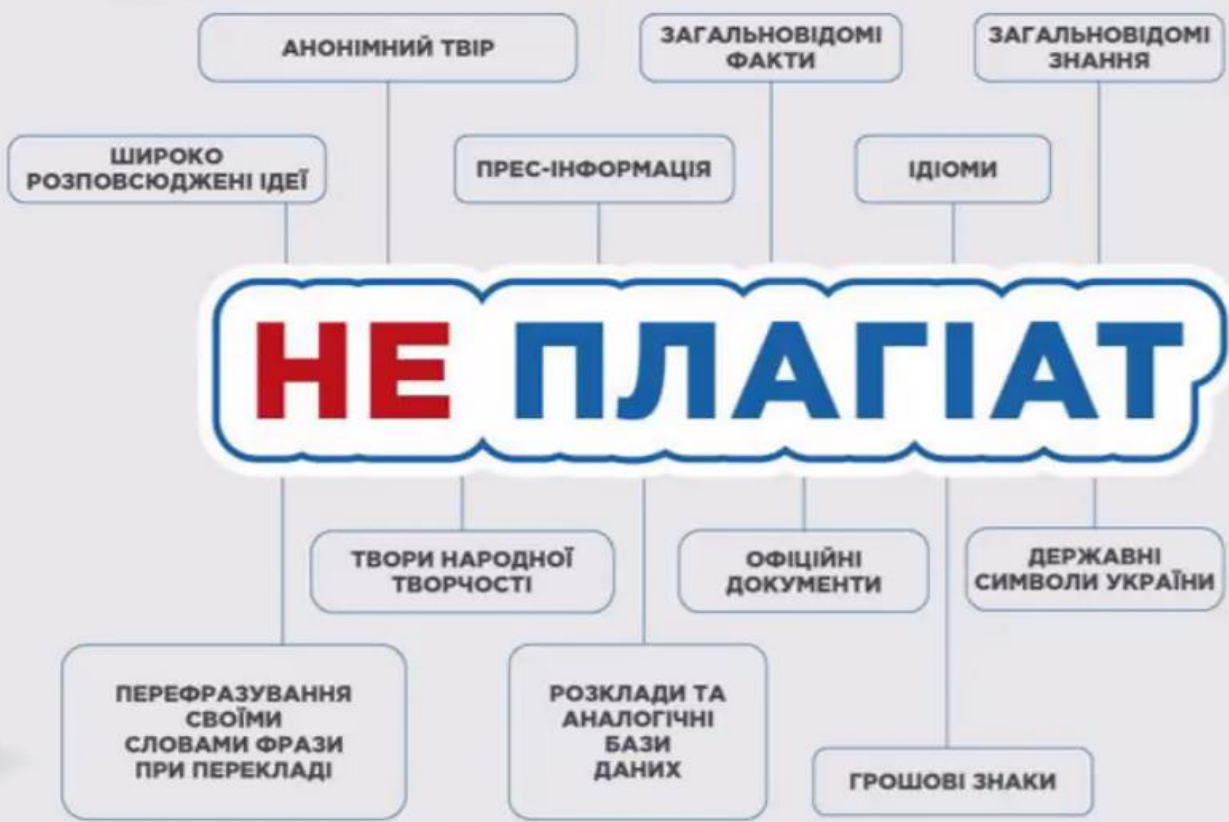 АНОНІМНИЙ ТВІР
ЗАГАЛЬНОВІДОМІ
ФАКТИ
ЗАГАЛЬНОВІДОМІ
ЗНАННЯ
ШИРОКО
РОЗПОВСЮДЖЕНІ ІДЕЇ
ПРЕС-ІНФОРМАЦІЯ
ІДІОМИ
НЕ ПЛАГІАТ
ТВОРИ НАРОДНОЇ
ТВОРЧОСТІ
ОФІЦІЙНІ
ДОКУМЕНТИ
ДЕРЖАВНІ
СИМВОЛИ УКРАЇНИ
ПЕРЕФРАЗУВАННЯ
СВОЇМИ
СЛОВАМИ ФРАЗИ
ПРИ ПЕРЕКЛАДІ
РОЗКЛАДИ ТА
АНАЛОГІЧНІ
БАЗИ
ДАНИХ
ГРОШОВІ ЗНАКИ